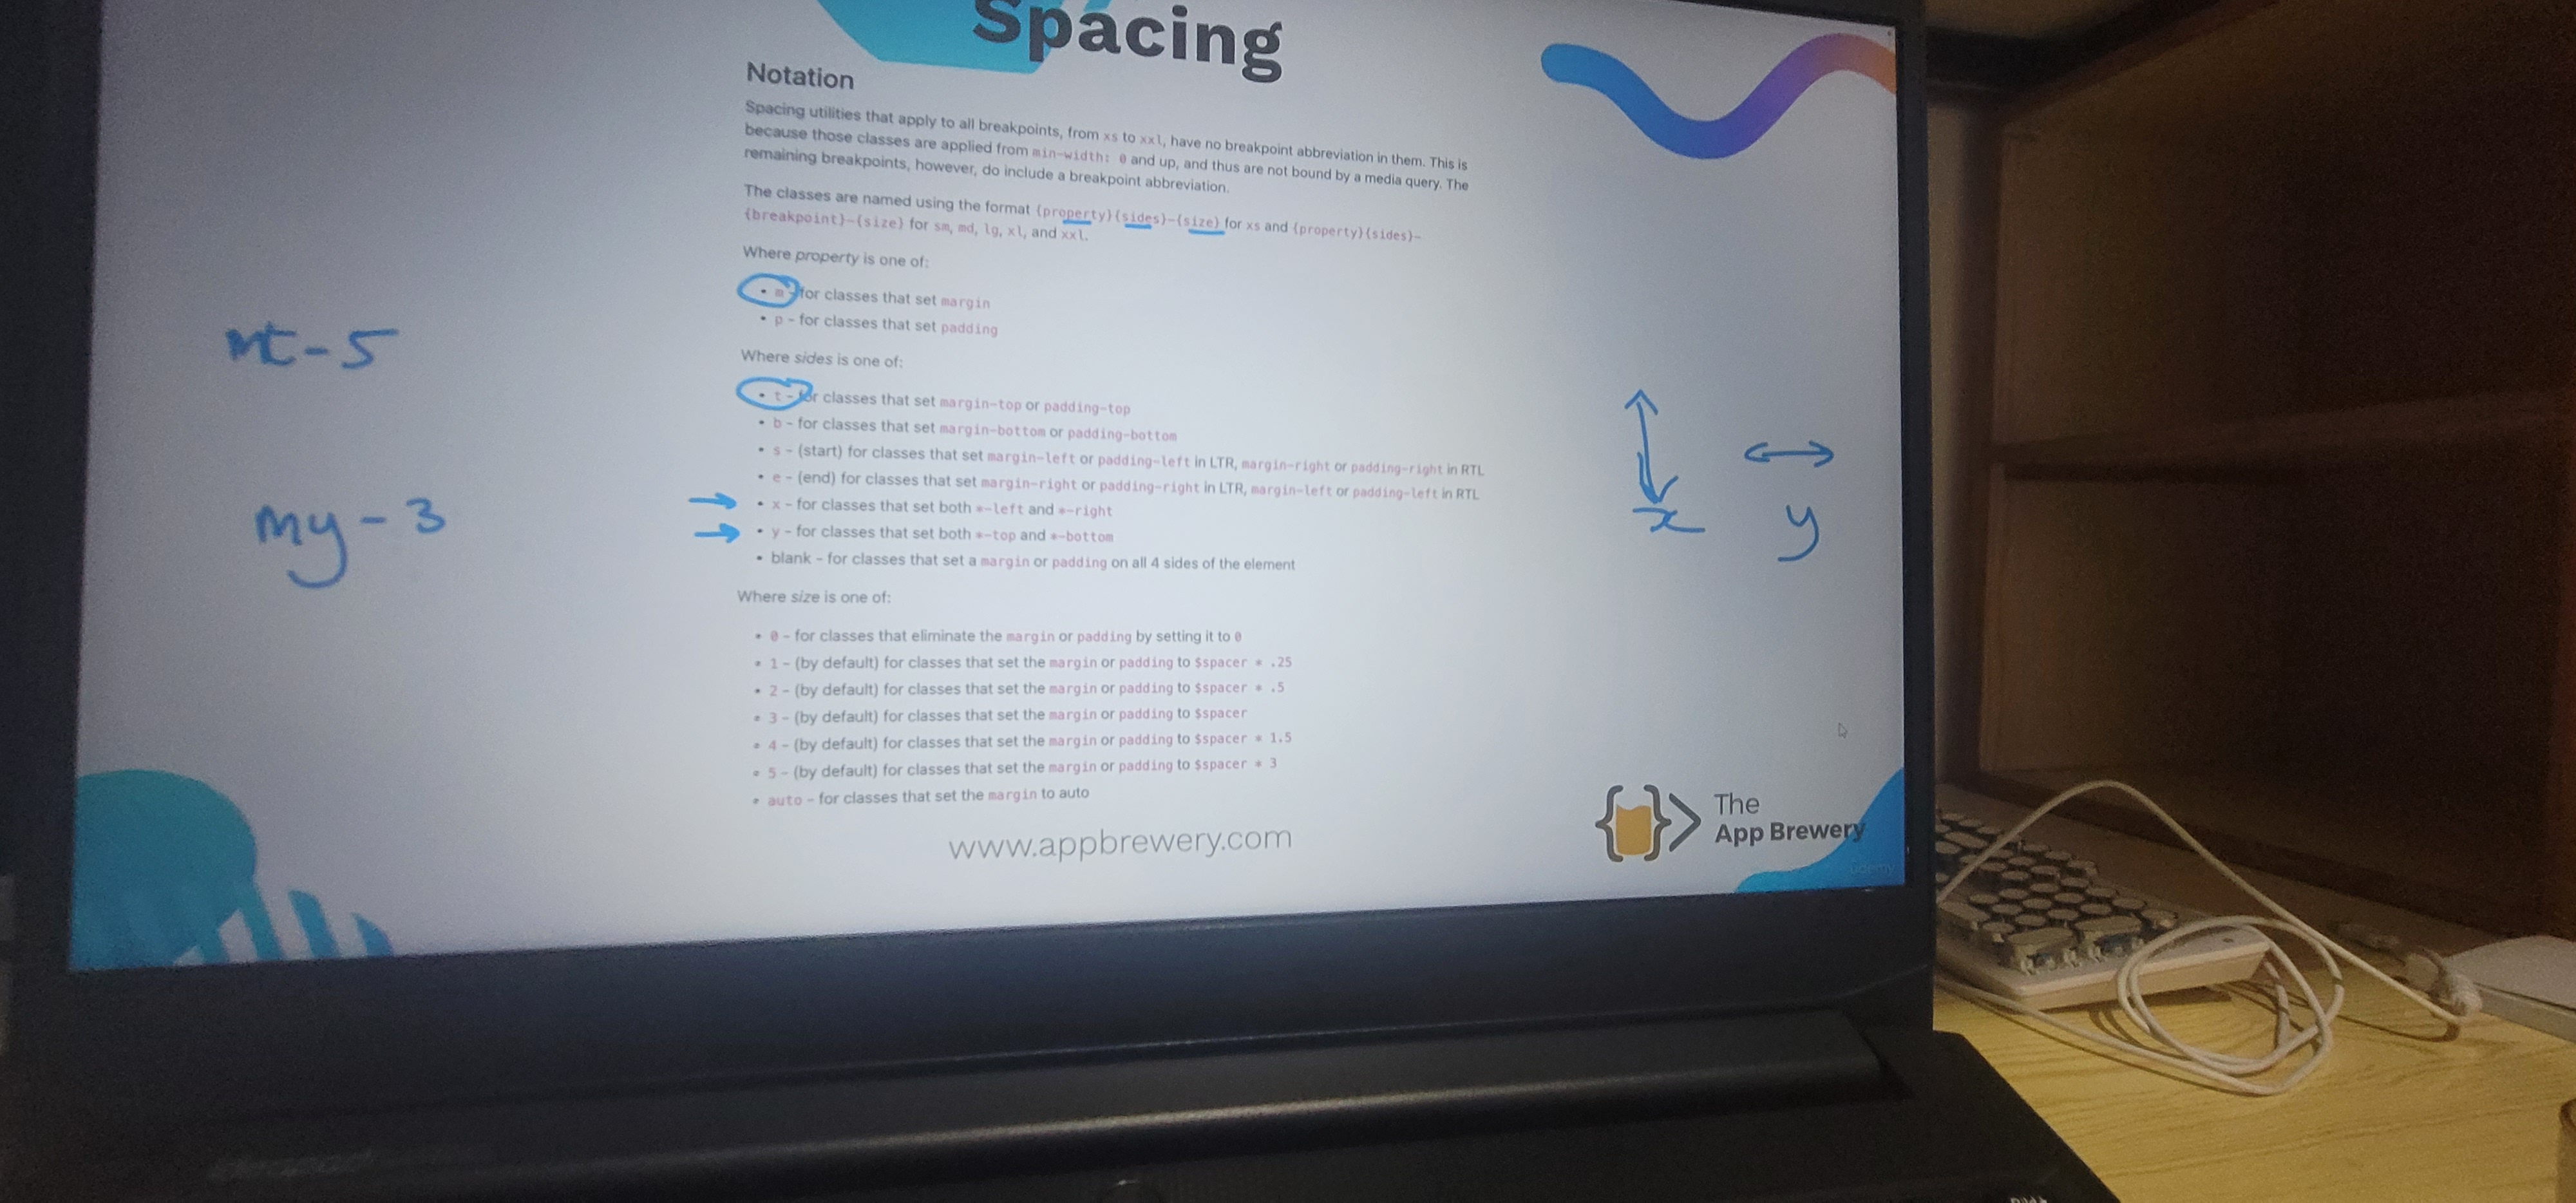 Spacing
Notation
Spacing utilities that apply to all breakpoints, from xs to xxl, have no breakpoint abbreviation in them. This is
because those classes are applied from min-width: 0 and up, and thus are not bound by a media query. The
remaining breakpoints, however, do include a breakpoint abbreviation.
The classes are named using the format {property}{sides}-{size} for xs and {property}{sides}-
{breakpoint}-{size} for sm, md, lg, xl, and xxl.
Where property is one of:
• m - for classes that set margin
• p - for classes that set padding
mt-5
Where sides is one of:
• t - for classes that set margin-top or padding-top
• b - for classes that set margin-bottom or padding-bottom
• s - (start) for classes that set margin-left or padding-left in LTR, margin-right or padding-right in RTL
• e - (end) for classes that set margin-right or padding-right in LTR, margin-left or padding-left in RTL
• x - for classes that set both *-left and *-right
• y - for classes that set both *-top and *-bottom
• blank - for classes that set a margin or padding on all 4 sides of the element
my-3
x y
Where size is one of:
• 0 - for classes that eliminate the margin or padding by setting it to 0
• 1 - (by default) for classes that set the margin or padding to $spacer * .25
• 2 - (by default) for classes that set the margin or padding to $spacer * .5
• 3 - (by default) for classes that set the margin or padding to $spacer
• 4 - (by default) for classes that set the margin or padding to $spacer * 1.5
• 5 - (by default) for classes that set the margin or padding to $spacer * 3
• auto - for classes that set the margin to auto
www.appbrewery.com
The
App Brewery
udemy